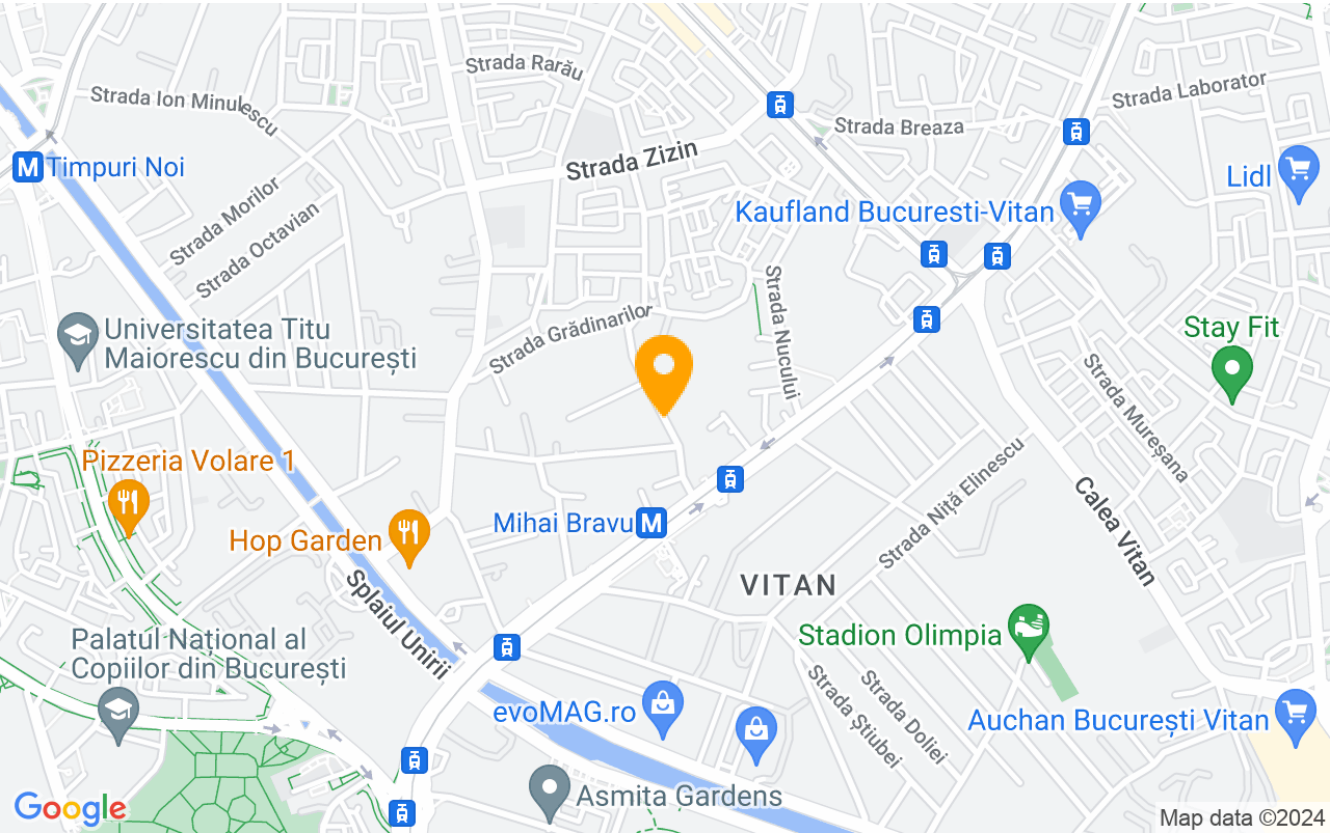 Strada Rarău
Strada Ion Minulescu
Strada Laborator
Strada Breaza
Strada Zizin
M Timpuri Noi
Lidl
Strada Morilor
Kaufland Bucuresti-Vitan
Strada Octavian
Strada Nucului
Strada Grădinarilor
Universitatea Titu
Maiorescu din București
Stay Fit
Strada Mureșana
Pizzeria Volare 1
Strada Niță Elinescu
Calea Vitan
Mihai Bravu M
Hop Garden
VITAN
Splaiul Unirii
Stadion Olimpia
Palatul Național al
Copiilor din București
Strada Știubei
Strada Doliei
evoMAG.ro
Auchan București Vitan
Asmita Gardens
Google
Map data ©2024